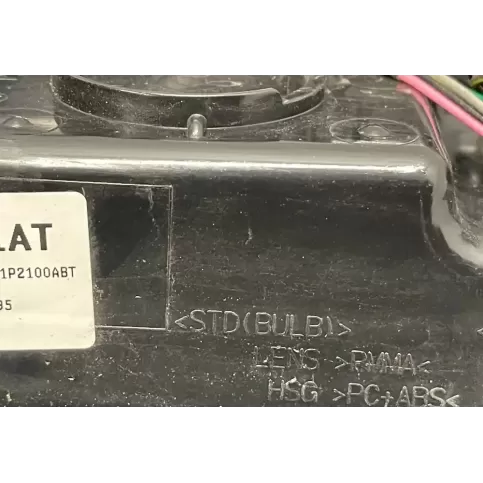 LAT
1P2100ABT
35
<STD(BULB)>
LENS >PMMA<
HSG >PC+ABS<